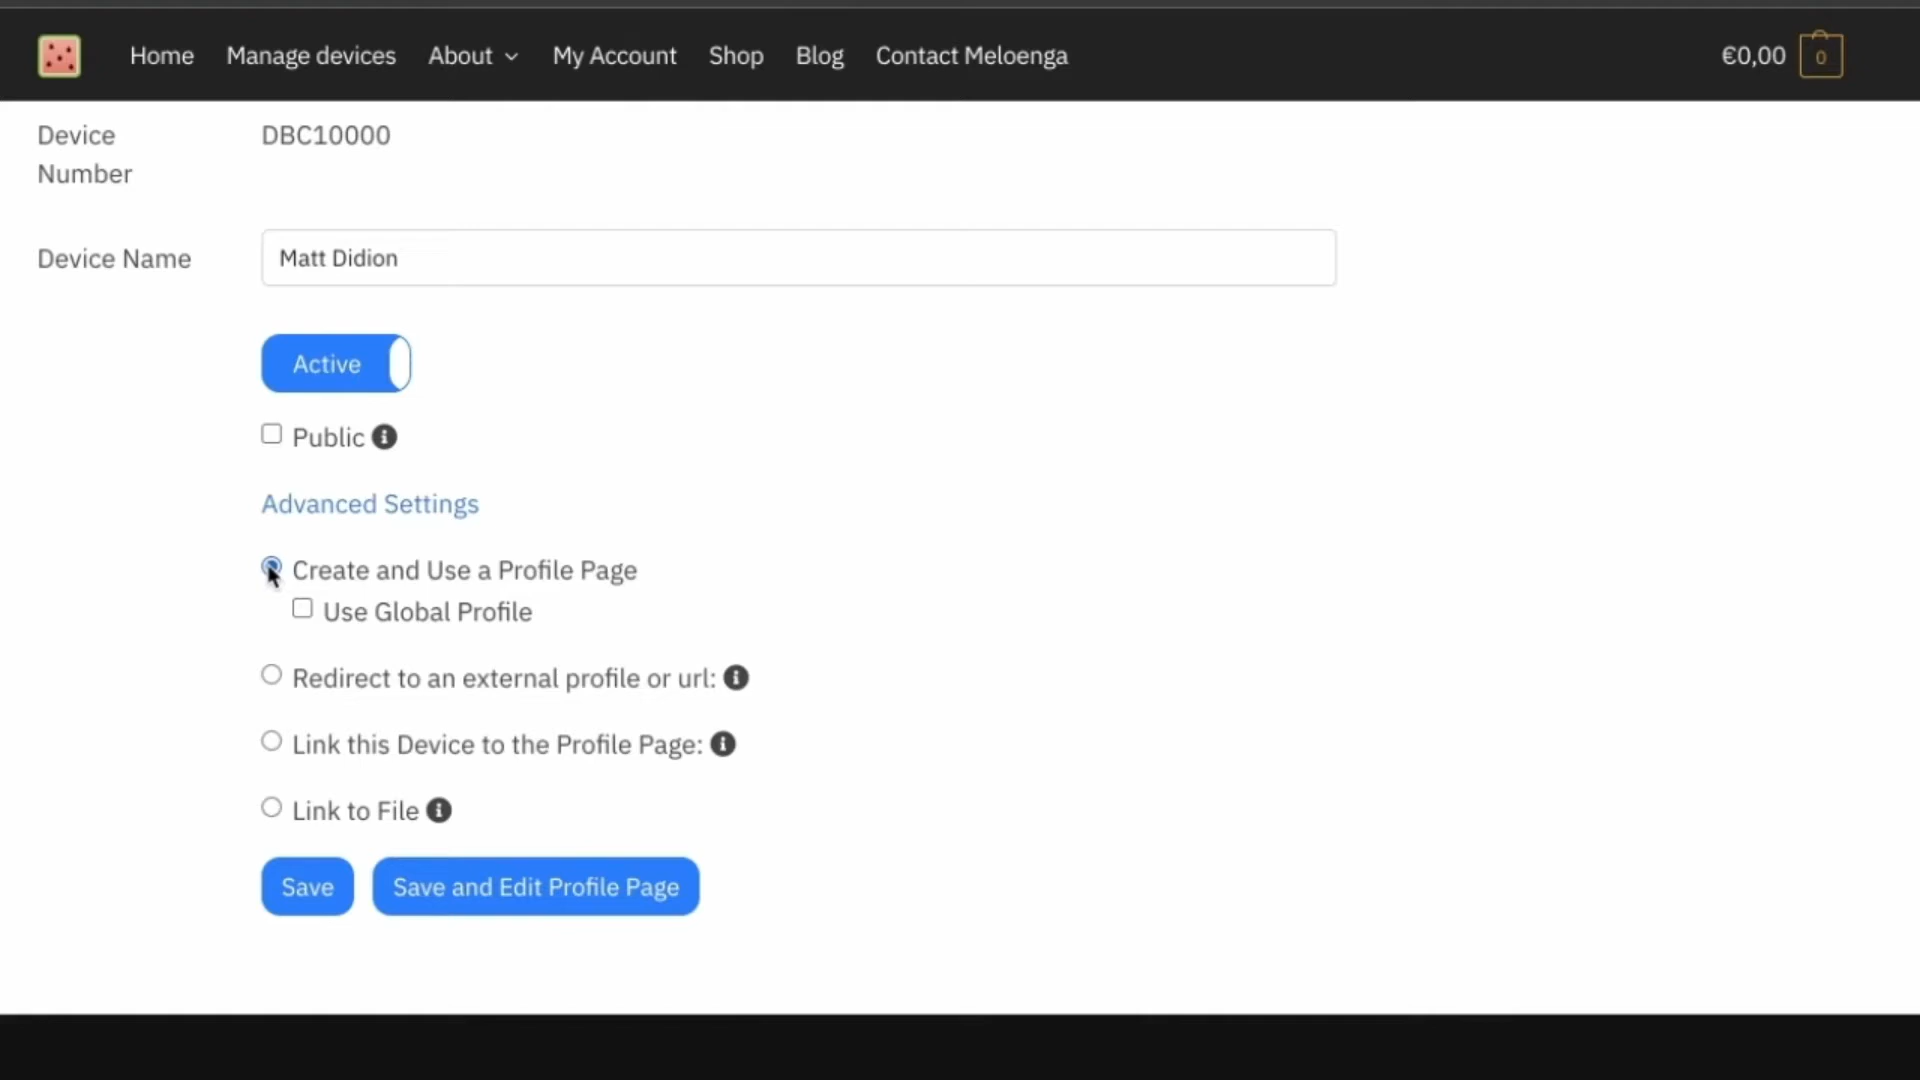 Home Manage devices About My Account Shop Blog Contact Meloenga €0,00 0
Device Number DBC10000
Device Name Matt Didion
Active
Public
Advanced Settings
Create and Use a Profile Page
Use Global Profile
Redirect to an external profile or url:
Link this Device to the Profile Page:
Link to File
Save Save and Edit Profile Page